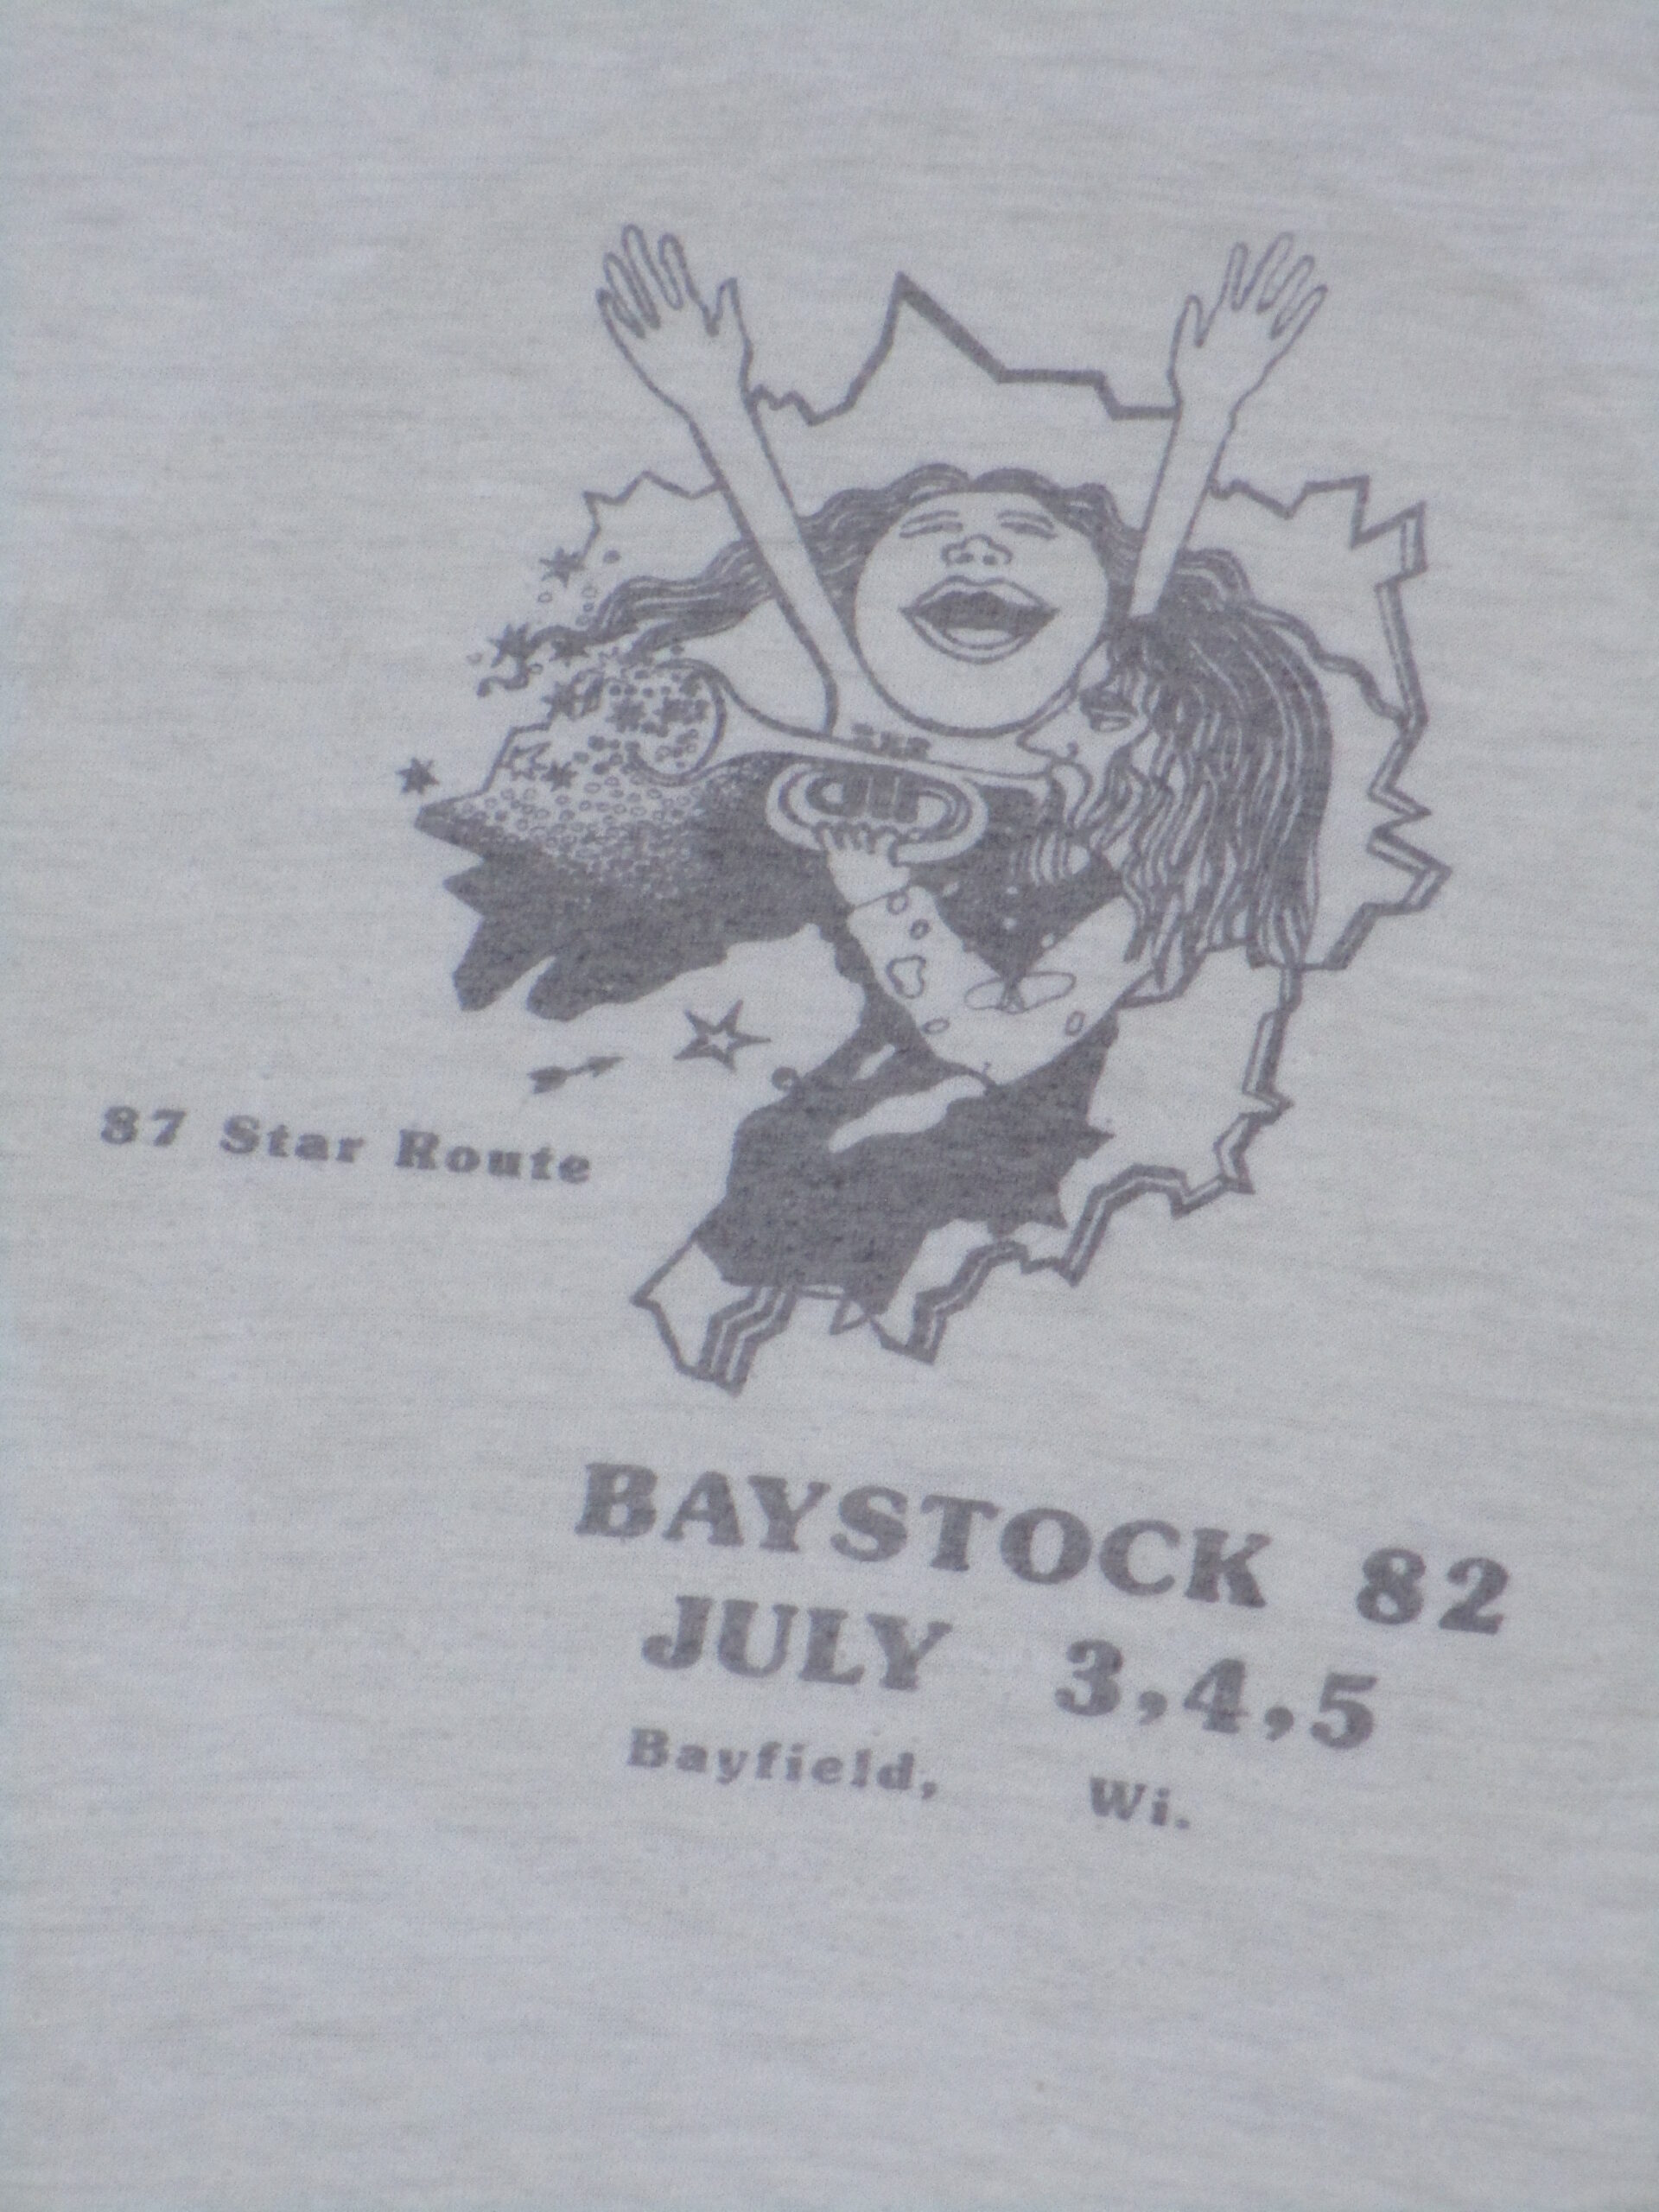 87 Star Route
BAYSTOCK 82
JULY 3,4,5
Bayfield, Wi.